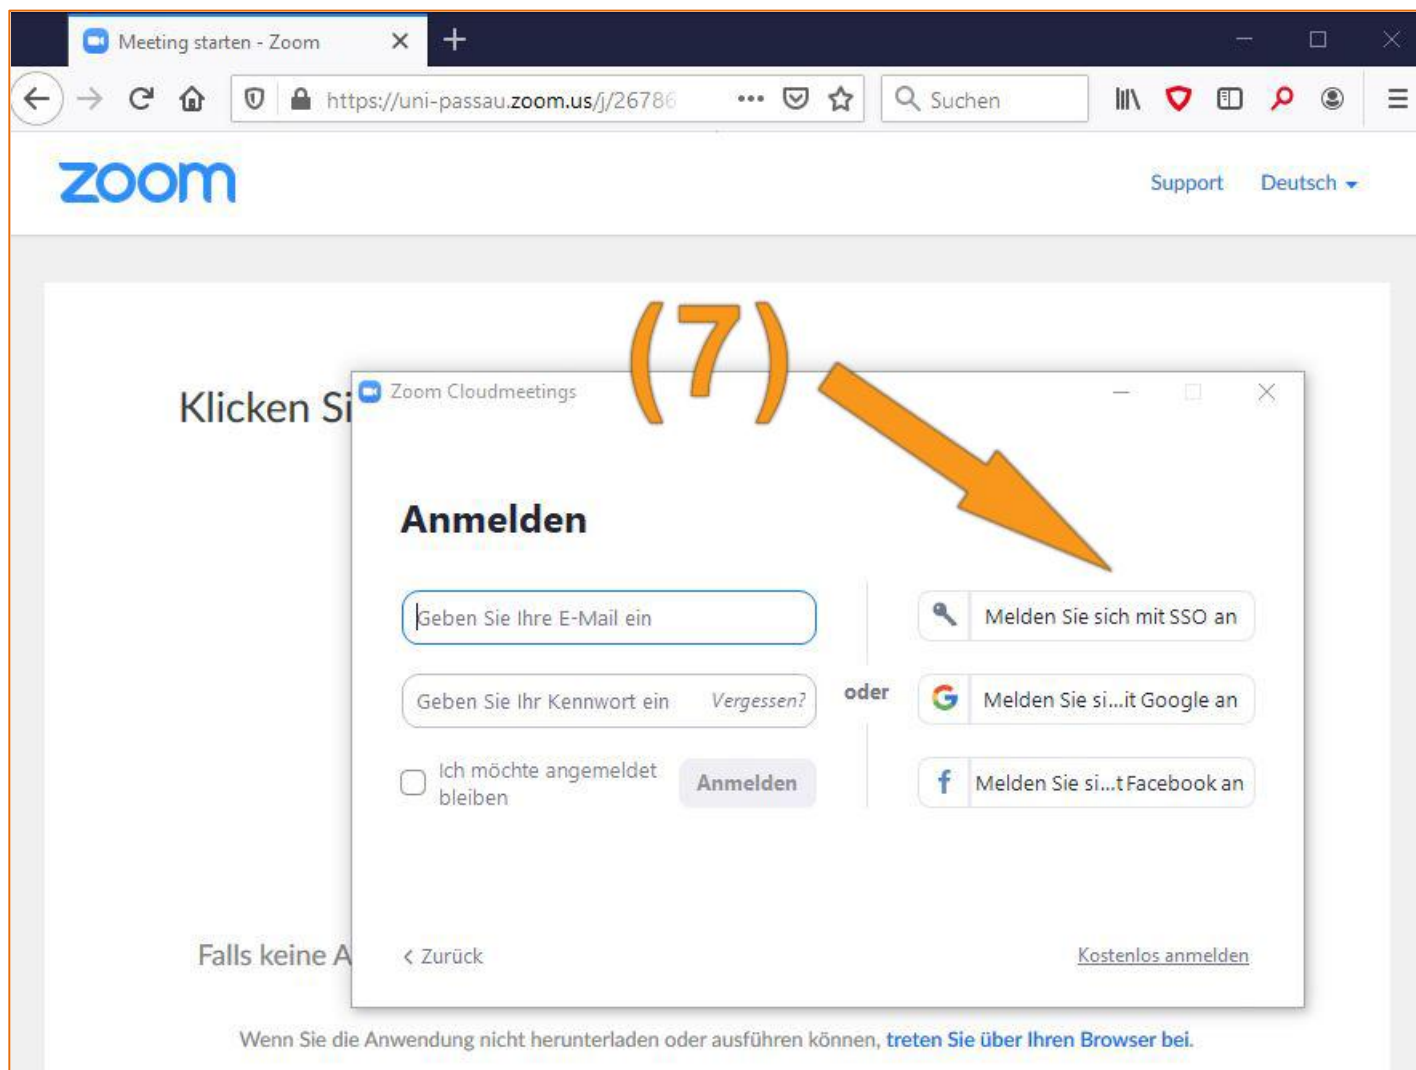 Meeting starten - Zoom
https://uni-passau.zoom.us/j/26786
Suchen
zoom
Support Deutsch
(7)
Klicken Si
Zoom Cloudmeetings
Anmelden
Geben Sie Ihre E-Mail ein
Melden Sie sich mit SSO an
Geben Sie Ihr Kennwort ein Vergessen?
oder
Melden Sie si...it Google an
Ich möchte angemeldet
bleiben
Anmelden
Melden Sie si...t Facebook an
Falls keine A
< Zurück
Kostenlos anmelden
Wenn Sie die Anwendung nicht herunterladen oder ausführen können, treten Sie über Ihren Browser bei.